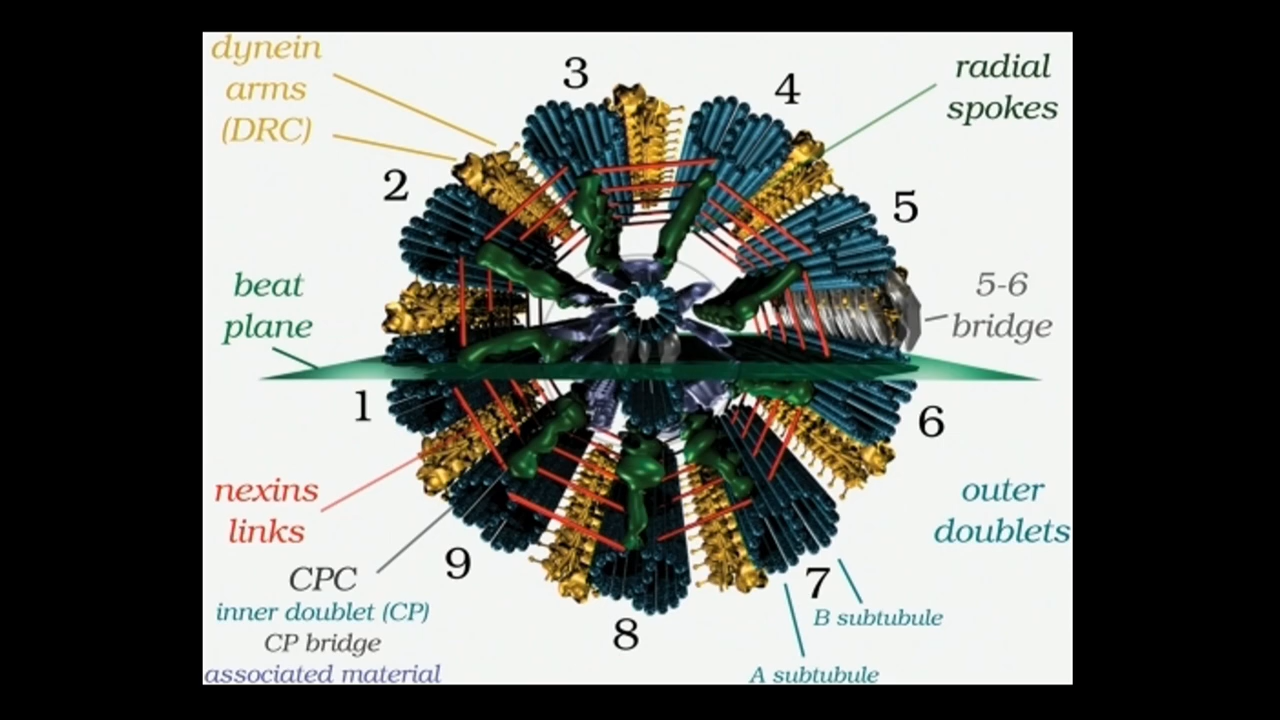 dynein
arms
(DRC)
3
4
radial
spokes
2
5
beat
plane
5-6
bridge
1
6
nexins
links
outer
doublets
9
CPC
inner doublet (CP)
CP bridge
associated material
7
8
B subtubule
A subtubule